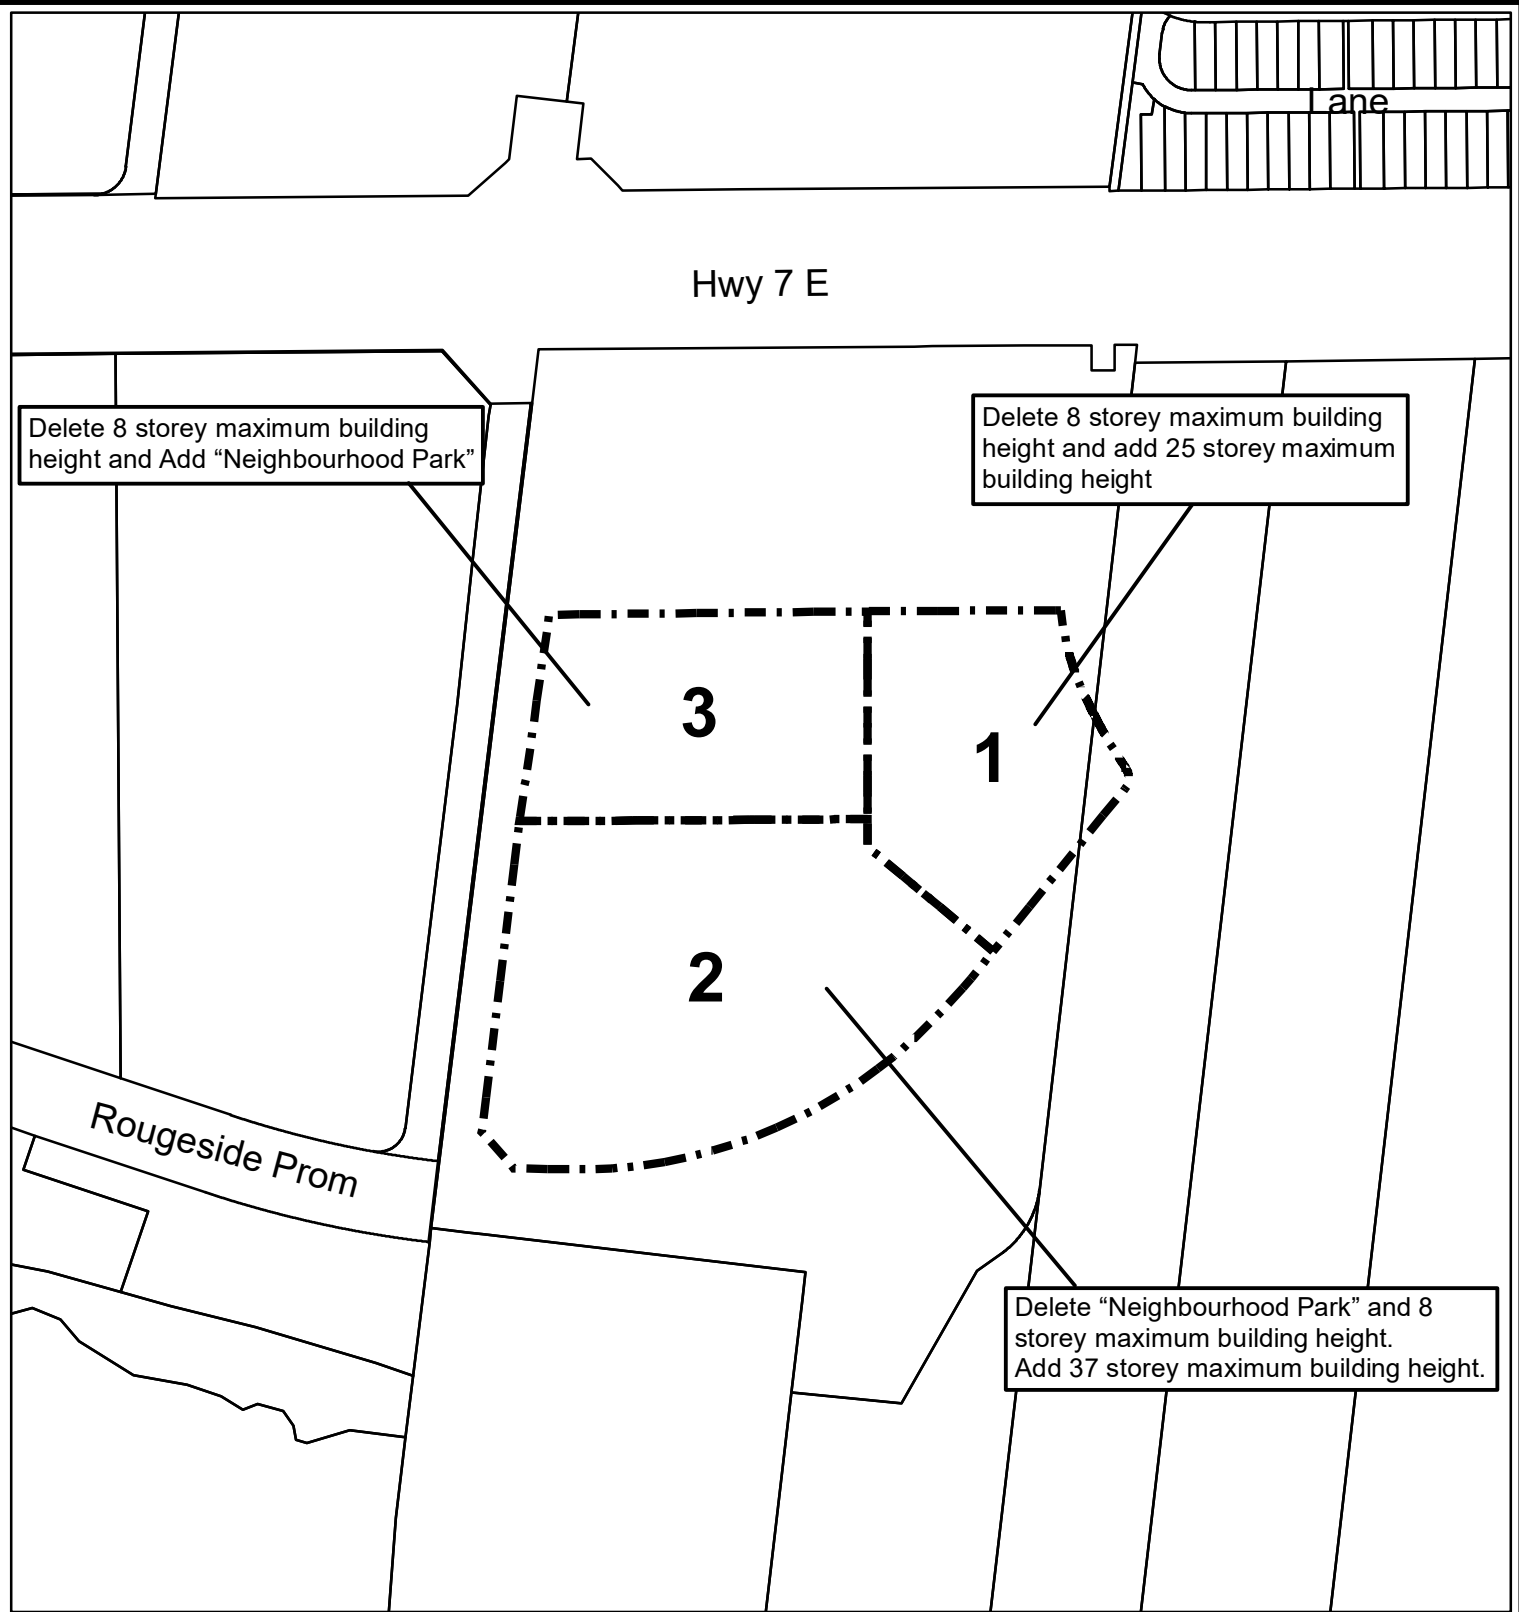 Lane
Hwy 7 E
Delete 8 storey maximum building
height and Add “Neighbourhood Park”
Delete 8 storey maximum building
height and add 25 storey maximum
building height
3
1
2
Rougeside Prom
Delete “Neighbourhood Park” and 8
storey maximum building height.
Add 37 storey maximum building height.